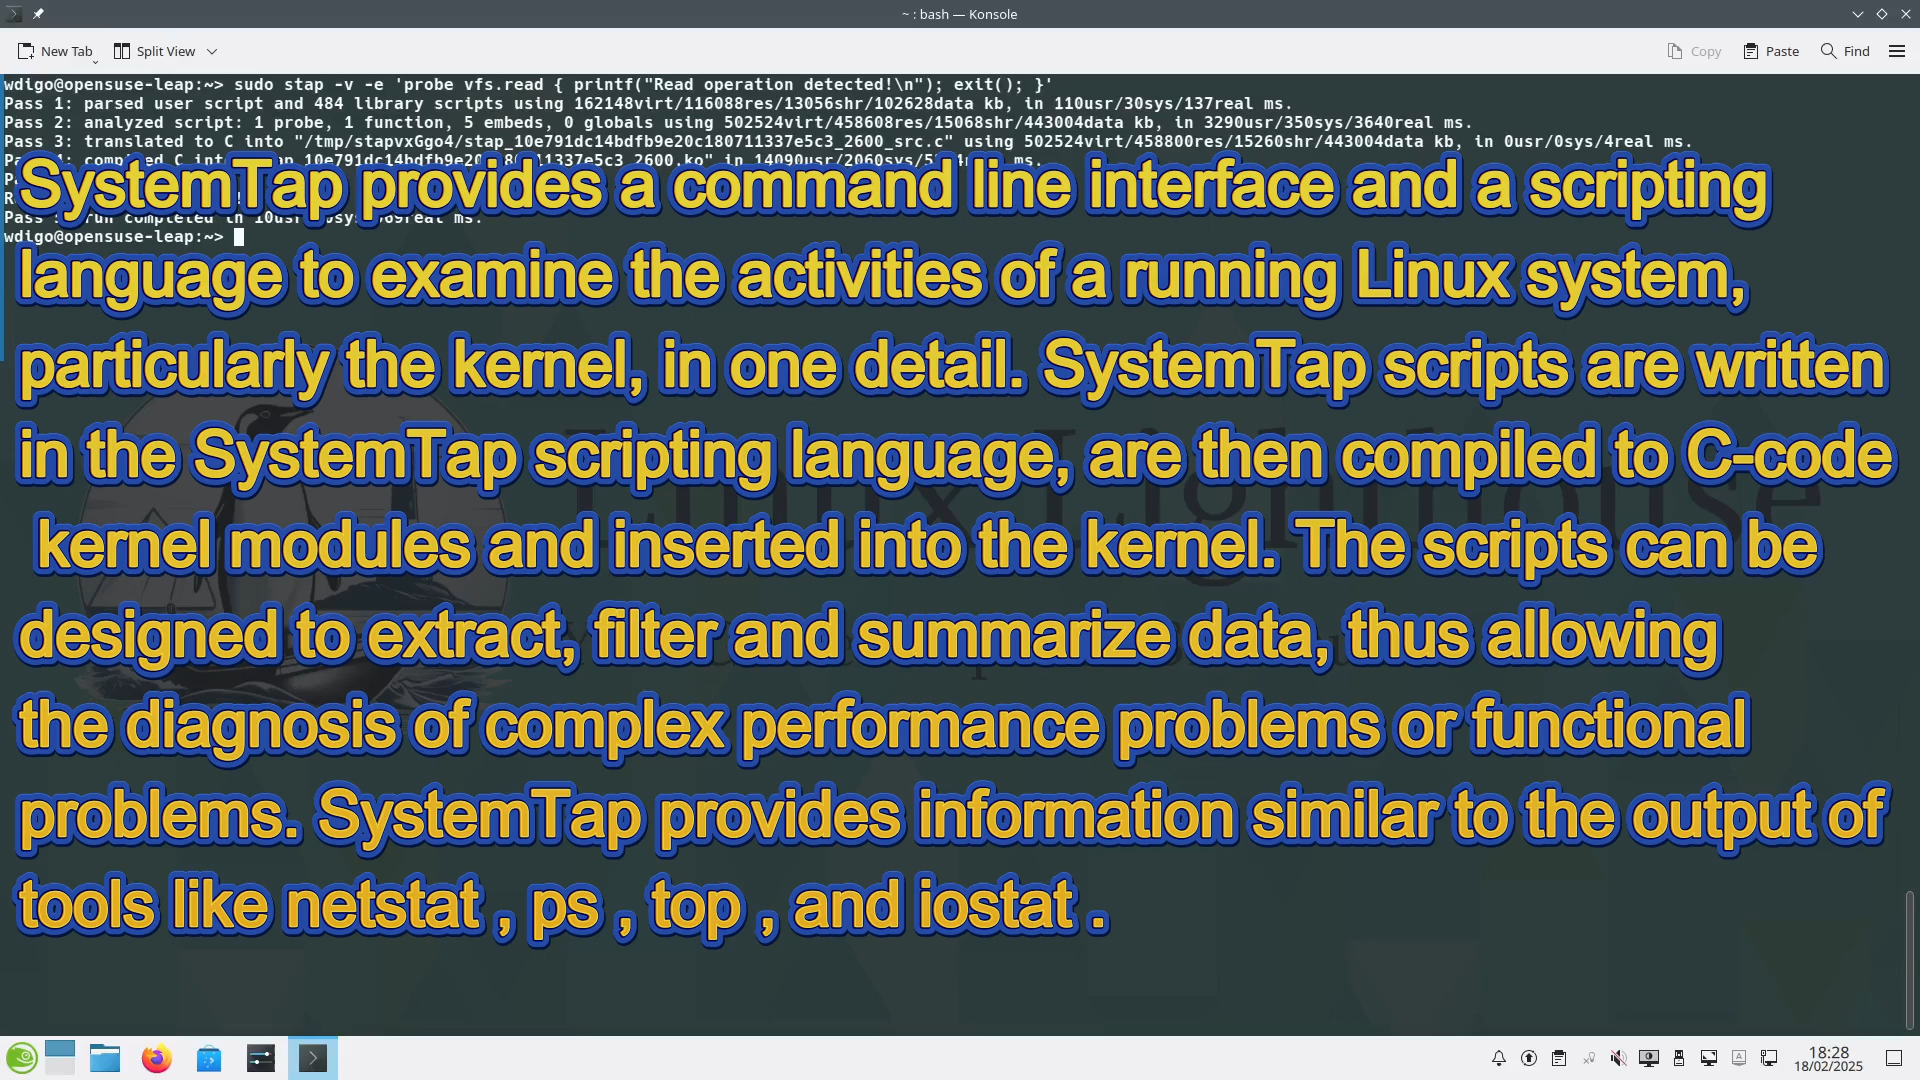 ~ : bash — Konsole
New Tab Split View Copy Paste Find
wdigo@opensuse-leap:~> sudo stap -v -e 'probe vfs.read { printf("Read operation detected!\n"); exit(); }'
Pass 1: parsed user script and 484 library scripts using 162148virt/116088res/13056shr/102628data kb, in 110usr/30sys/137real ms.
Pass 2: analyzed script: 1 probe, 1 function, 5 embeds, 0 globals using 502524virt/458608res/15068shr/443004data kb, in 3290usr/350sys/3640real ms.
Pass 3: translated to C into "/tmp/stapvxGgo4/stap_10e791dc14bdfb9e20c180711337e5c3_2600_src.c" using 502524virt/458800res/15260shr/443004data kb, in 0usr/0sys/4real ms.
C in 14090usr/2060sys/ ms.
run completed in
wdigo@opensuse-leap:~>
SystemTap provides a command line interface and a scripting
language to examine the activities of a running Linux system,
particularly the kernel, in one detail. SystemTap scripts are written
in the SystemTap scripting language, are then compiled to C-code
kernel modules and inserted into the kernel. The scripts can be
designed to extract, filter and summarize data, thus allowing
the diagnosis of complex performance problems or functional
problems. SystemTap provides information similar to the output of
tools like netstat , ps , top , and iostat .
Linux Lighthouse
18:28
18/02/2025